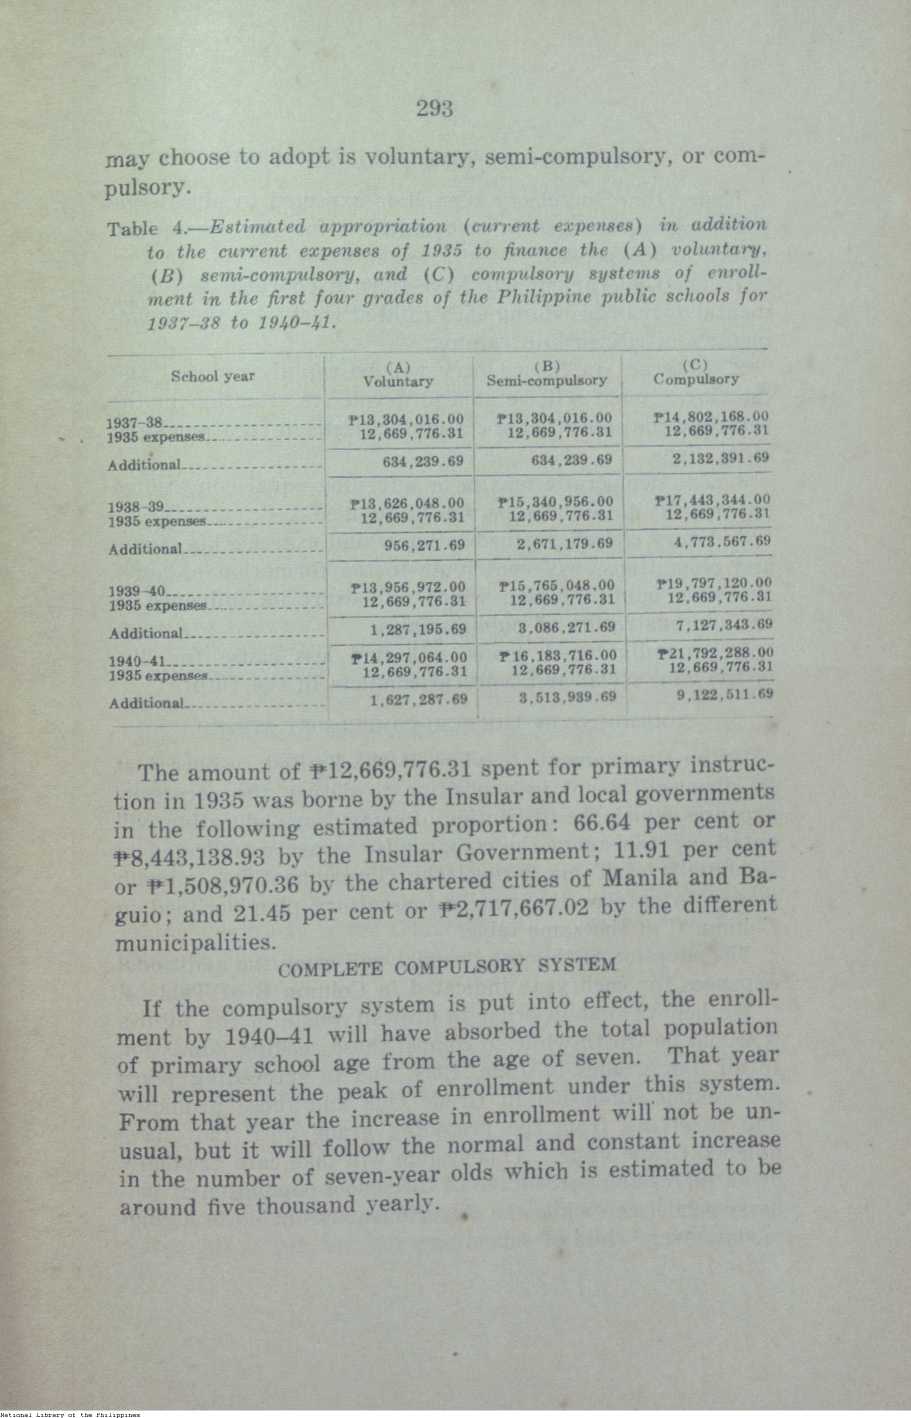 293
may choose to adopt is voluntary, semi-compulsory, or com-
pulsory.
Table 4.—Estimated appropriation (current expenses) in addition
to the current expenses of 1935 to finance the (A) voluntary,
(B) semi-compulsory, and (C) compulsory systems of enroll-
ment in the first four grades of the Philippine public schools for
1937–38 to 1940–41.
School year (A) Voluntary (B) Semi-compulsory (C) Compulsory
1937–38 ₱13,304,016.00 ₱13,304,016.00 ₱14,802,168.00
1935 expenses 12,669,776.31 12,669,776.31 12,669,776.31
Additional 634,239.69 634,239.69 2,132,391.69
1938–39 ₱13,626,048.00 ₱15,340,956.00 ₱17,443,344.00
1935 expenses 12,669,776.31 12,669,776.31 12,669,776.31
Additional 956,271.69 2,671,179.69 4,773,567.69
1939–40 ₱13,956,972.00 ₱15,765,048.00 ₱19,797,120.00
1935 expenses 12,669,776.31 12,669,776.31 12,669,776.31
Additional 1,287,195.69 3,086,271.69 7,127,343.69
1940–41 ₱14,297,064.00 ₱16,183,716.00 ₱21,792,288.00
1935 expenses 12,669,776.31 12,669,776.31 12,669,776.31
Additional 1,627,287.69 3,513,939.69 9,122,511.69
The amount of ₱12,669,776.31 spent for primary instruc-
tion in 1935 was borne by the Insular and local governments
in the following estimated proportion: 66.64 per cent or
₱8,443,138.93 by the Insular Government; 11.91 per cent
or ₱1,508,970.36 by the chartered cities of Manila and Ba-
guio; and 21.45 per cent or ₱2,717,667.02 by the different
municipalities.
COMPLETE COMPULSORY SYSTEM
If the compulsory system is put into effect, the enroll-
ment by 1940–41 will have absorbed the total population
of primary school age from the age of seven. That year
will represent the peak of enrollment under this system.
From that year the increase in enrollment will not be un-
usual, but it will follow the normal and constant increase
in the number of seven-year olds which is estimated to be
around five thousand yearly.
National Library of the Philippines